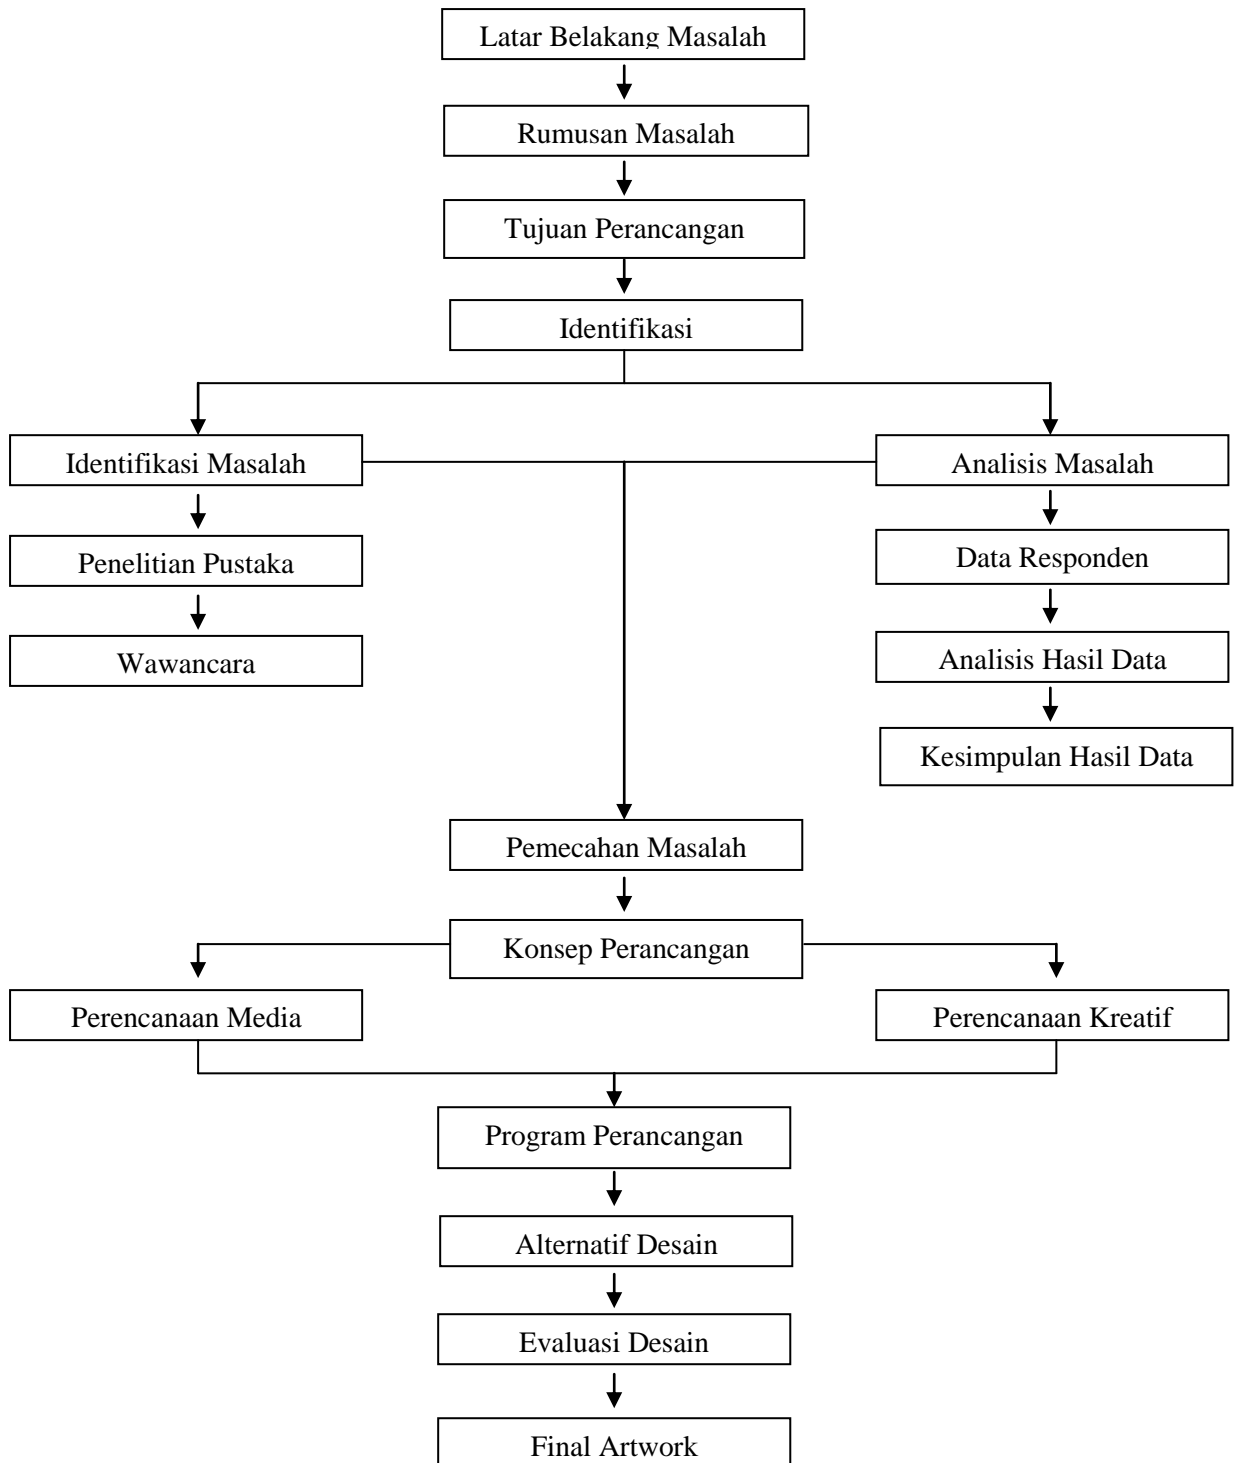 Latar Belakang Masalah
Rumusan Masalah
Tujuan Perancangan
Identifikasi
Identifikasi Masalah
Analisis Masalah
Penelitian Pustaka
Data Responden
Wawancara
Analisis Hasil Data
Kesimpulan Hasil Data
Pemecahan Masalah
Konsep Perancangan
Perencanaan Media
Perencanaan Kreatif
Program Perancangan
Alternatif Desain
Evaluasi Desain
Final Artwork